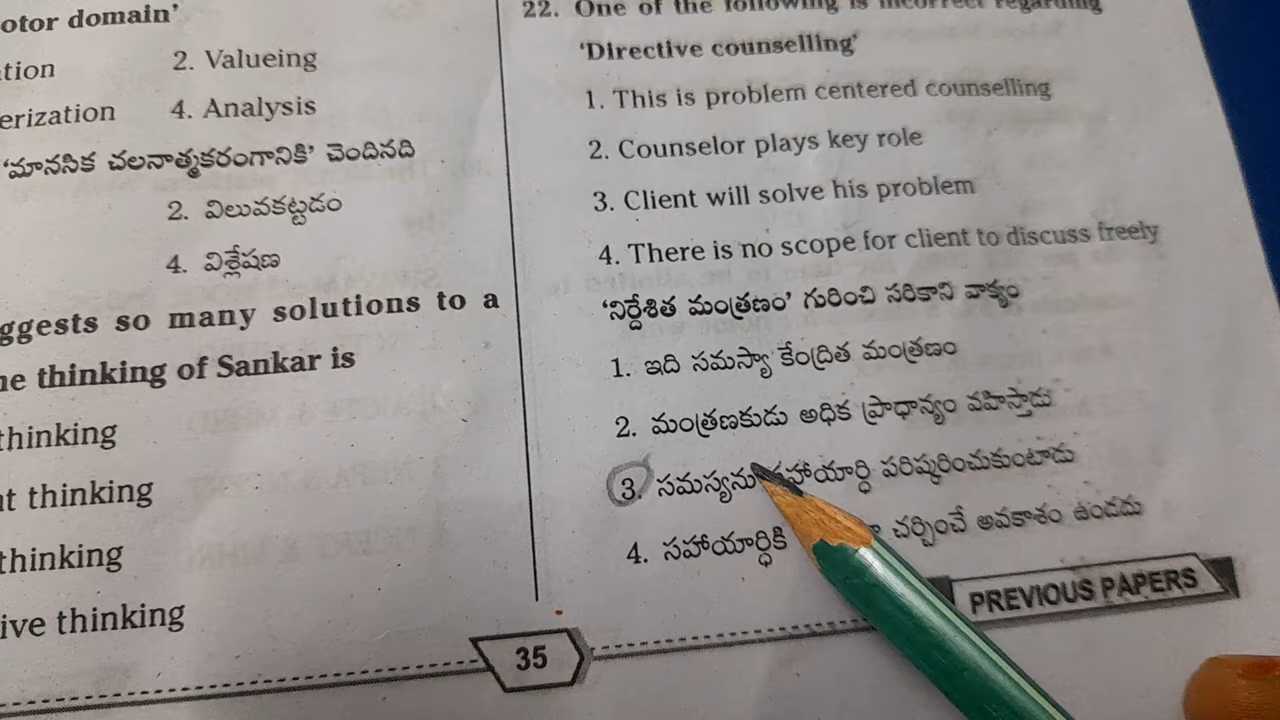 otor domain'
tion 2. Valueing
erization 4. Analysis
'మానసిక చలనాత్మకరంగానికి' చెందినది
2. విలువకట్టడం
4. విశ్లేషణ
ggests so many solutions to a
ne thinking of Sankar is
thinking
nt thinking
thinking
ive thinking
22. One of the following is incorrect regarding
'Directive counselling'
1. This is problem centered counselling
2. Counselor plays key role
3. Client will solve his problem
4. There is no scope for client to discuss freely
'నిర్దేశిత మంత్రణం' గురించి సరికాని వాక్యం
1. ఇది సమస్యా కేంద్రిత మంత్రణం
2. మంత్రణకుడు అధిక ప్రాధాన్యం వహిస్తాడు
3. సమస్యను సహాయార్థి పరిష్కరించుకుంటాడు
4. సహాయార్థికి చర్చించే అవకాశం ఉండదు
PREVIOUS PAPERS
35